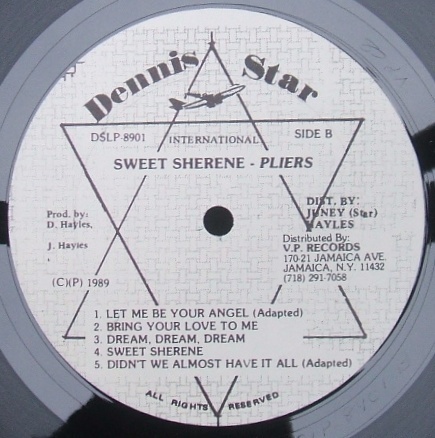 Dennis Star
DSLP-8901
INTERNATIONAL
SIDE B
SWEET SHERENE - PLIERS
Prod. by:
D. Hayles,
J. Hayles
DIST. BY:
JUNEY (Star)
HAYLES
Distributed By:
V.P. RECORDS
170-21 JAMAICA AVE.
JAMAICA, N.Y. 11432
(718) 291-7058
(C)(P) 1989
1. LET ME BE YOUR ANGEL (Adapted)
2. BRING YOUR LOVE TO ME
3. DREAM, DREAM, DREAM
4. SWEET SHERENE
5. DIDN'T WE ALMOST HAVE IT ALL (Adapted)
ALL RIGHTS RESERVED